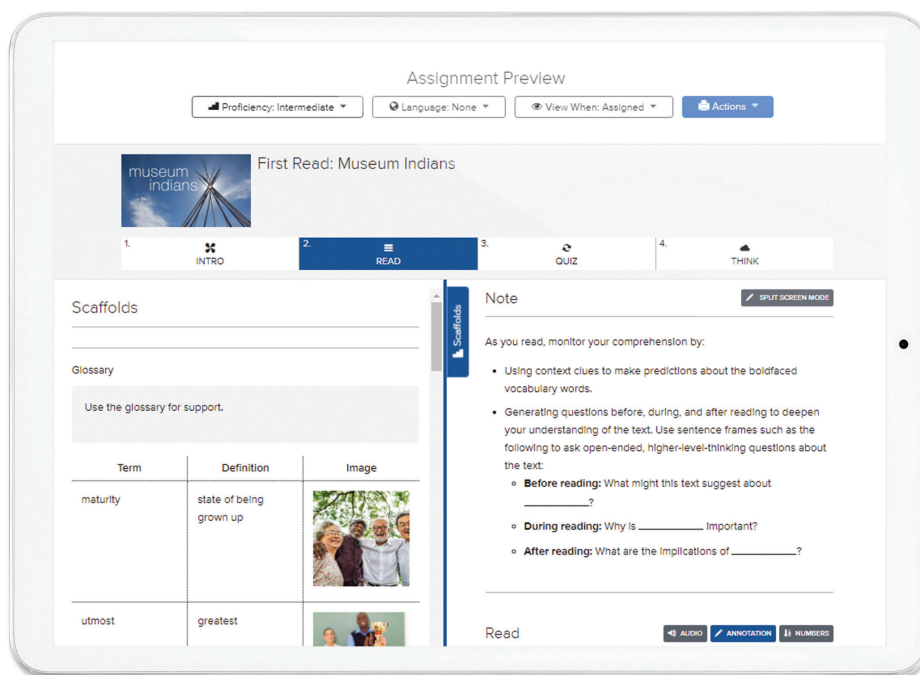 Assignment Preview
Proficiency: Intermediate
Language: None
View When: Assigned
Actions
museum
indians
First Read: Museum Indians
1.
INTRO
2.
READ
3.
QUIZ
4.
THINK
Scaffolds
Glossary
Use the glossary for support.
Term Definition Image
maturity
state of being
grown up
utmost
greatest
Scaffolds
Note
SPLIT SCREEN MODE
As you read, monitor your comprehension by:
• Using context clues to make predictions about the boldfaced
vocabulary words.
• Generating questions before, during, and after reading to deepen
your understanding of the text. Use sentence frames such as the
following to ask open-ended, higher-level-thinking questions about
the text:
Before reading: What might this text suggest about
____________?
During reading: Why is ____________ important?
After reading: What are the implications of ____________?
Read
AUDIO
ANNOTATION
NUMBERS